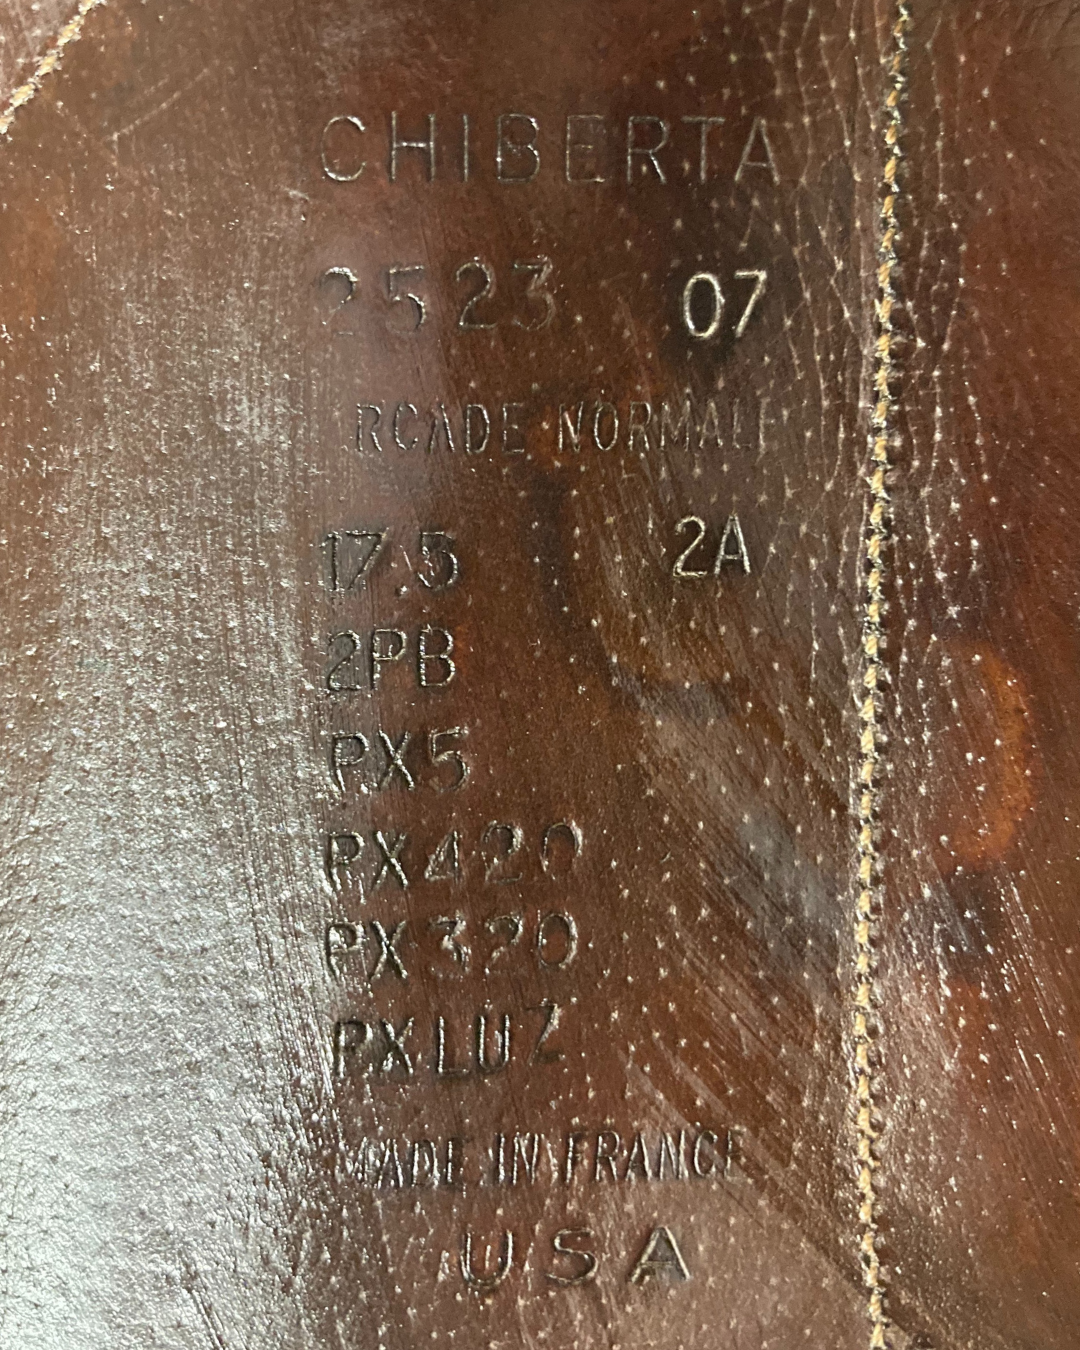 CHIBERTA
2523 07
RCADE NORMALE
17.5 2A
2PB
PX5
PX420
PX320
PXLUZ
MADE IN FRANCE
USA